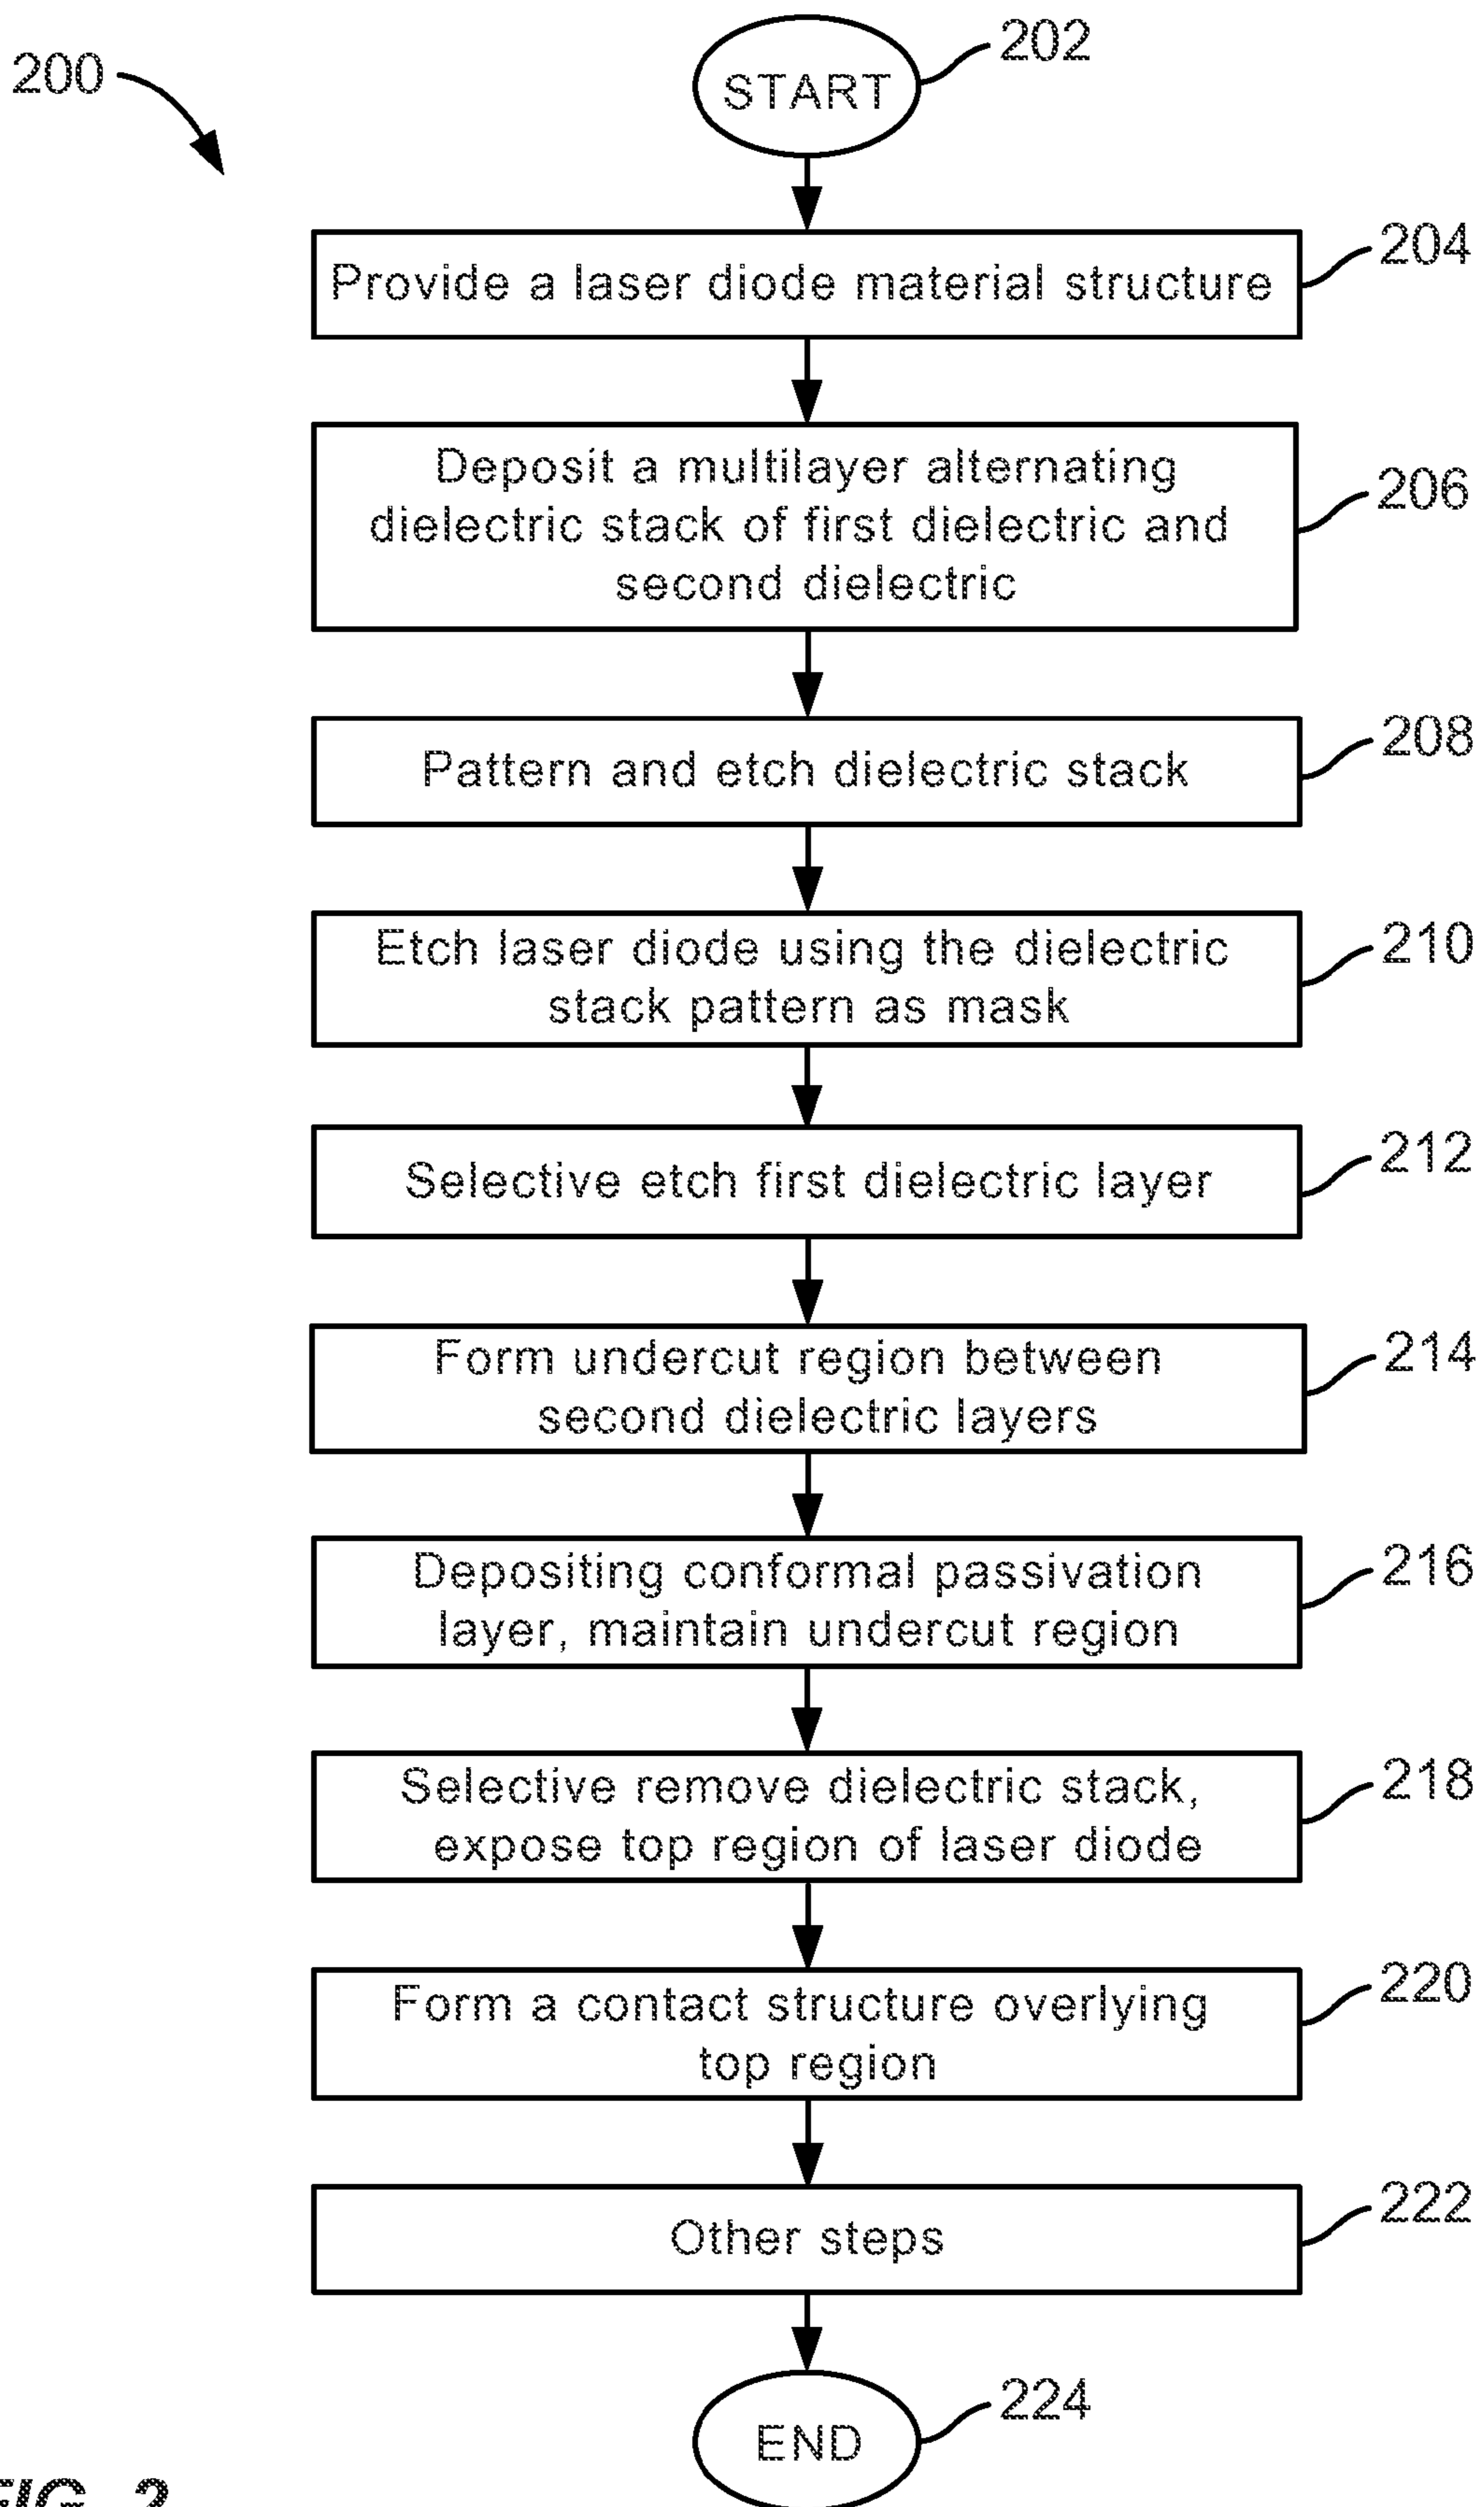 200
START
202
Provide a laser diode material structure
204
Deposit a multilayer alternating
dielectric stack of first dielectric and
second dielectric
206
Pattern and etch dielectric stack
208
Etch laser diode using the dielectric
stack pattern as mask
210
Selective etch first dielectric layer
212
Form undercut region between
second dielectric layers
214
Depositing conformal passivation
layer, maintain undercut region
216
Selective remove dielectric stack,
expose top region of laser diode
218
Form a contact structure overlying
top region
220
Other steps
222
END
224
FIG. 2